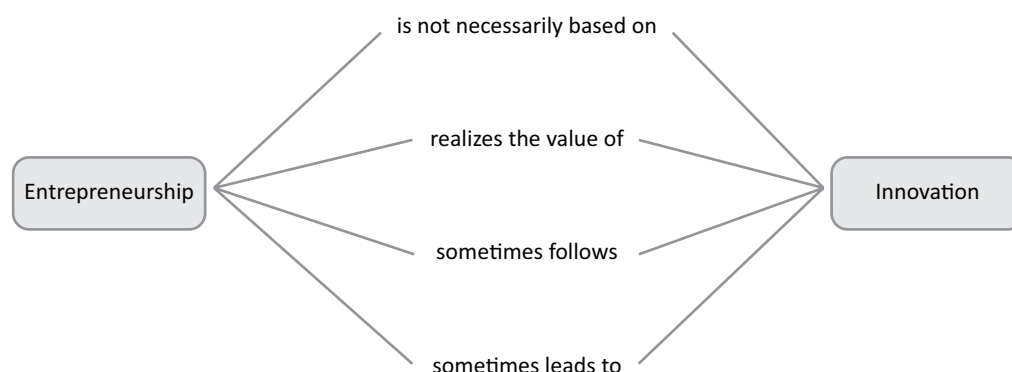 is not necessarily based on
realizes the value of
Entrepreneurship
Innovation
sometimes follows
sometimes leads to